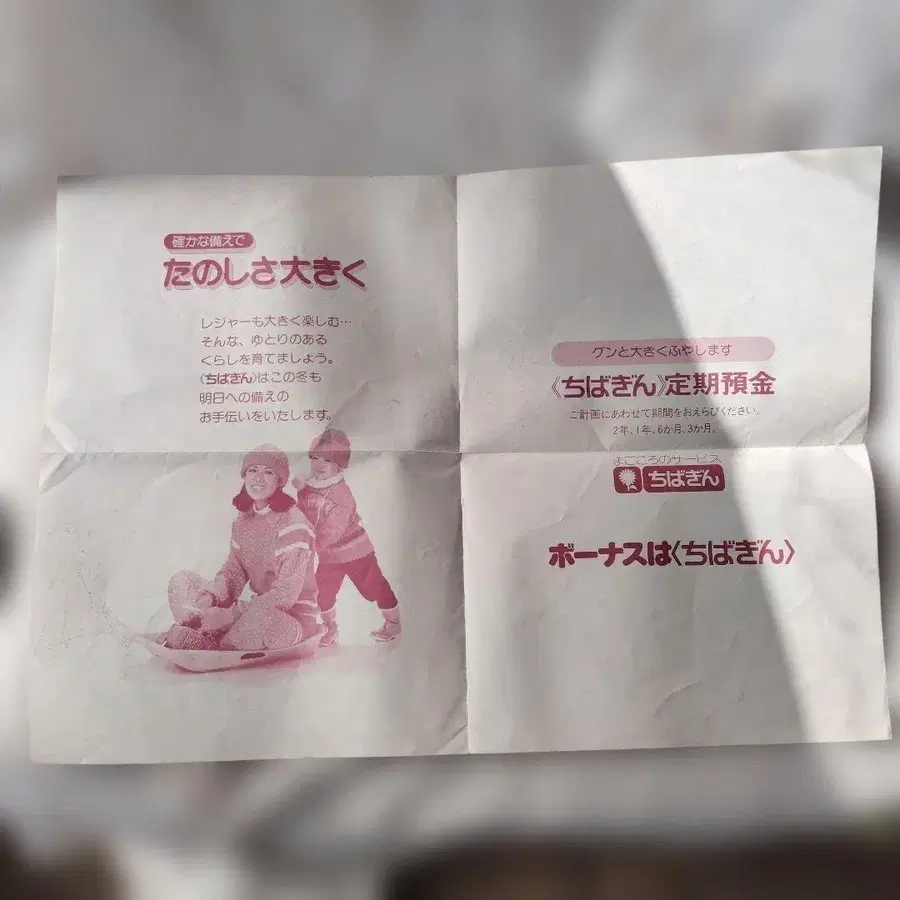 確かな備えで
たのしさ大きく
レジャーも大きく楽しむ…
そんな、ゆとりのある
くらしを育てましょう。
《ちばぎん》はこの冬も
明日への備えの
お手伝いをいたします。
グンと大きくふやします
《ちばぎん》定期預金
ご計画にあわせて期間をおえらびください。
2年、1年、6か月、3か月。
まごころのサービス
ちばぎん
ボーナスは〈ちばぎん〉